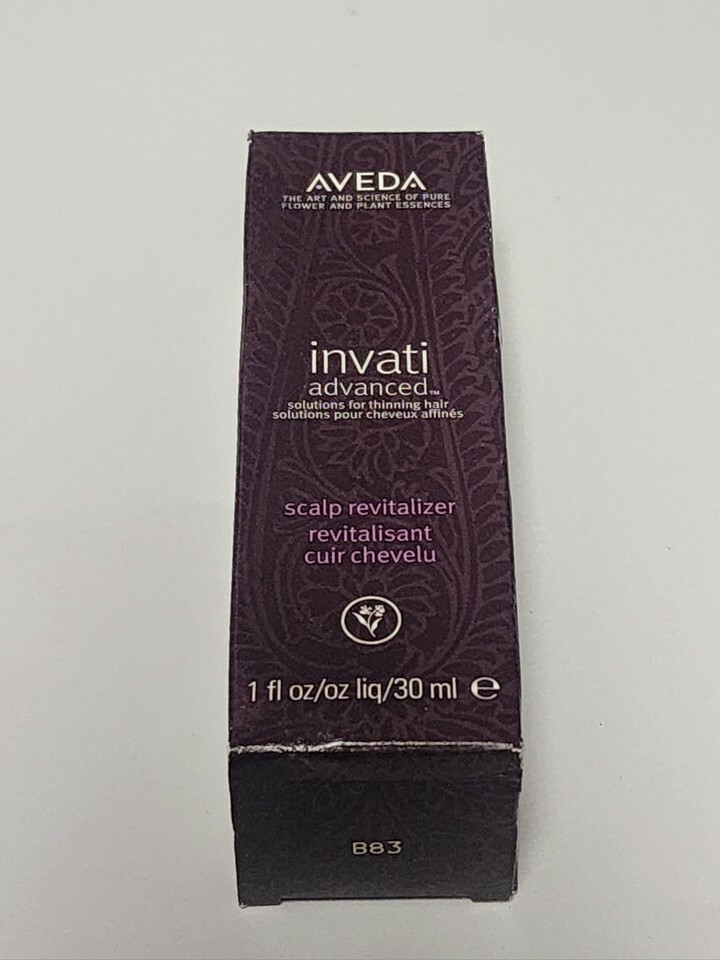 AVEDA
THE ART AND SCIENCE OF PURE
FLOWER AND PLANT ESSENCES
invati
advanced™
solutions for thinning hair
solutions pour cheveux affinés
scalp revitalizer
revitalisant
cuir chevelu
1 fl oz/oz liq/30 ml ℮
B83